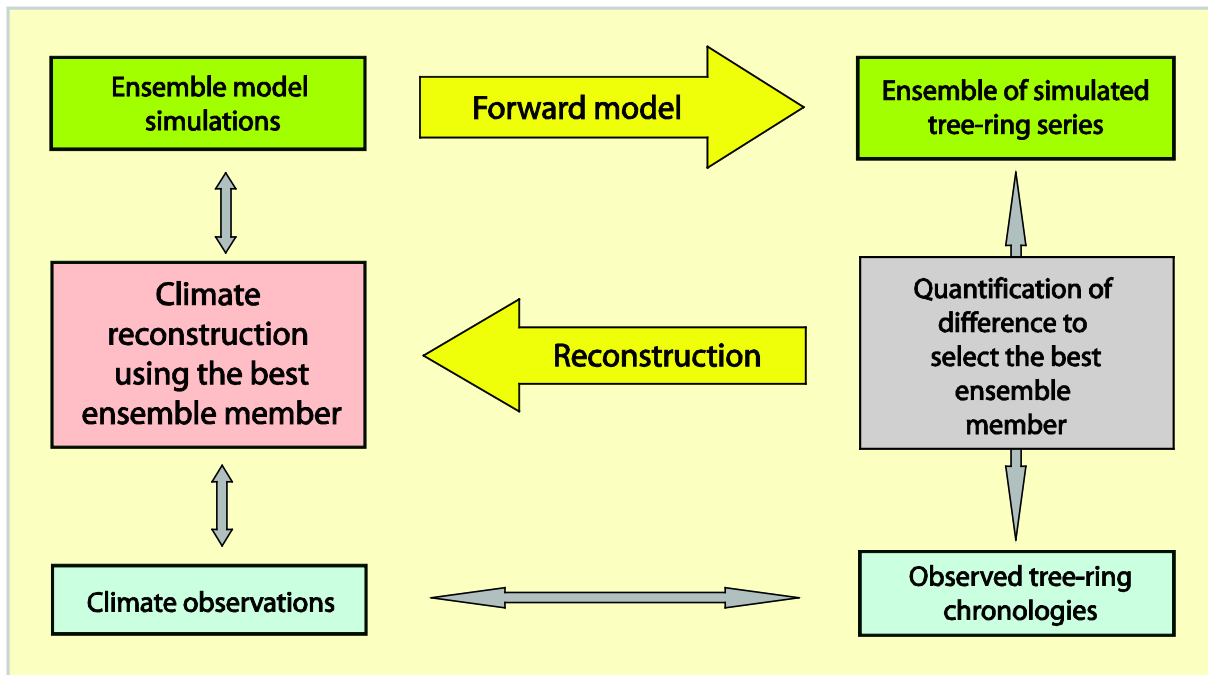 Ensemble model
simulations
Forward model
Ensemble of simulated
tree-ring series
Climate
reconstruction
using the best
ensemble member
Reconstruction
Quantification of
difference to
select the best
ensemble
member
Climate observations
Observed tree-ring
chronologies